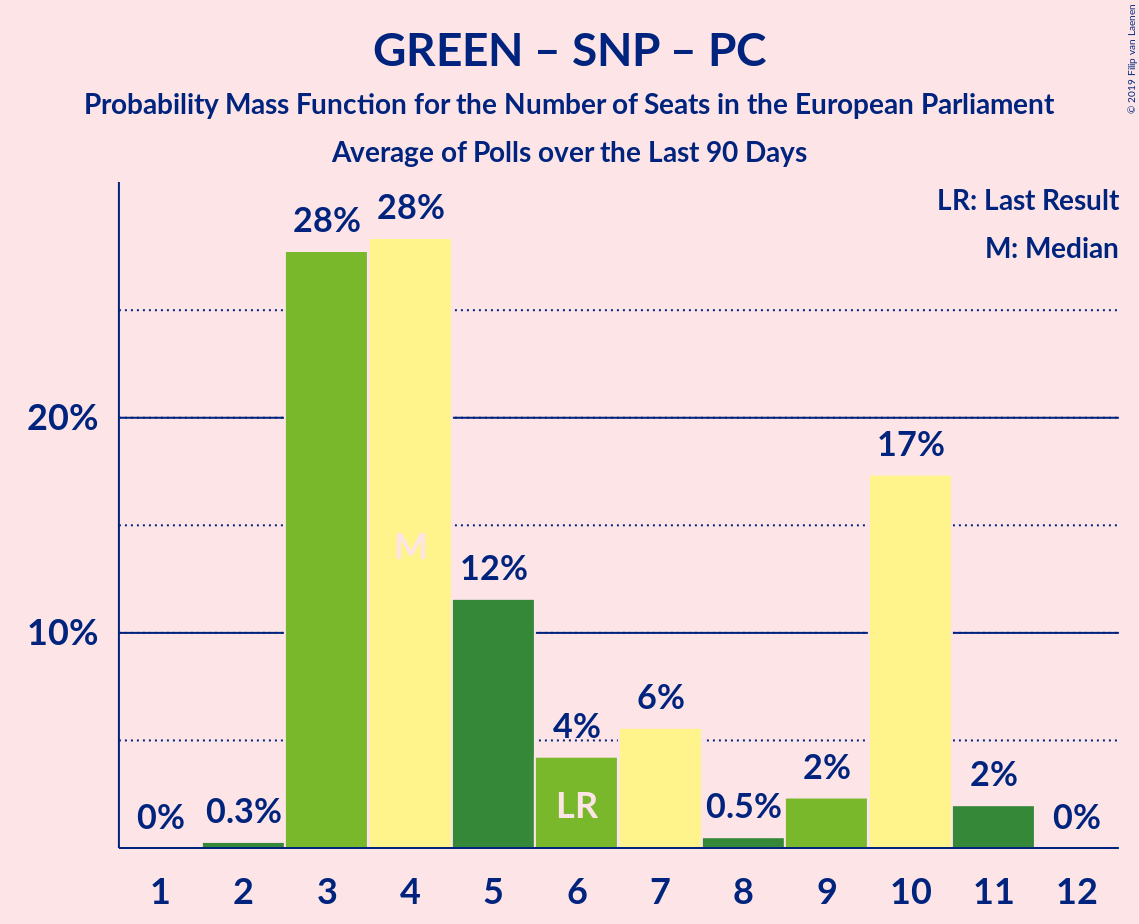 GREEN – SNP – PC
Probability Mass Function for the Number of Seats in the European Parliament
Average of Polls over the Last 90 Days
© 2019 Filip van Laenen
LR: Last Result
M: Median
28%
28%
20%
17%
M
12%
10%
6%
4%
2%
2%
LR
0.5%
0.3%
0%
0%
1 2 3 4 5 6 7 8 9 10 11 12